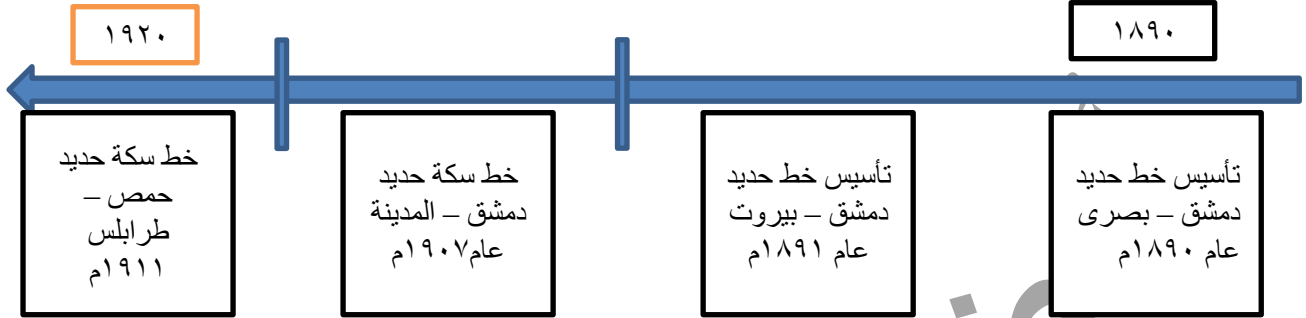 ١٨٩٠
١٩٢٠
تأسيس خط حديد
دمشق – بصرى
عام ١٨٩٠م
تأسيس خط حديد
دمشق – بيروت
عام ١٨٩١م
خط سكة حديد
دمشق – المدينة
عام١٩٠٧م
خط سكة حديد
حمص –
طرابلس
١٩١١م